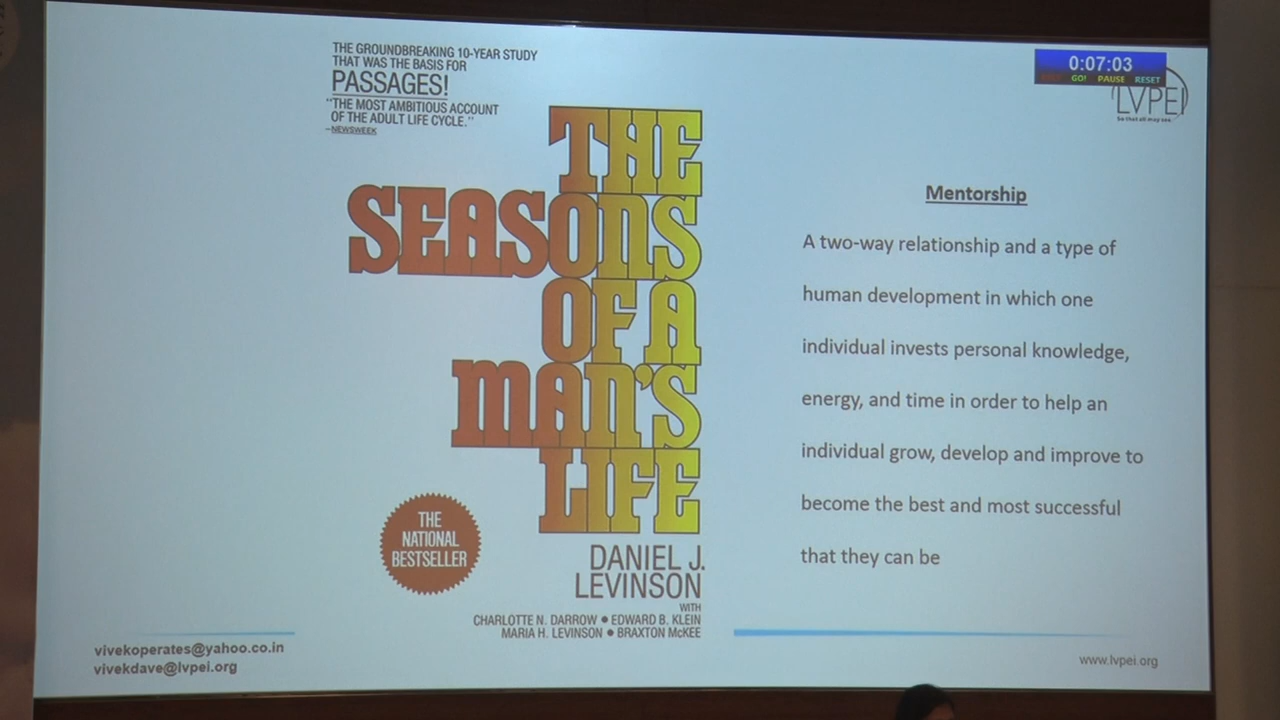 THE GROUNDBREAKING 10-YEAR STUDY
THAT WAS THE BASIS FOR
PASSAGES!
"THE MOST AMBITIOUS ACCOUNT
OF THE ADULT LIFE CYCLE."
—NEWSWEEK
THE
SEASONS
OF A
MAN'S
LIFE
THE
NATIONAL
BESTSELLER
DANIEL J.
LEVINSON
WITH
CHARLOTTE N. DARROW • EDWARD B. KLEIN
MARIA H. LEVINSON • BRAXTON McKEE
0:07:03
GO! PAUSE RESET
LVPEI
So that all may see
Mentorship
A two-way relationship and a type of
human development in which one
individual invests personal knowledge,
energy, and time in order to help an
individual grow, develop and improve to
become the best and most successful
that they can be
vivekoperates@yahoo.co.in
vivekdave@lvpei.org
www.lvpei.org